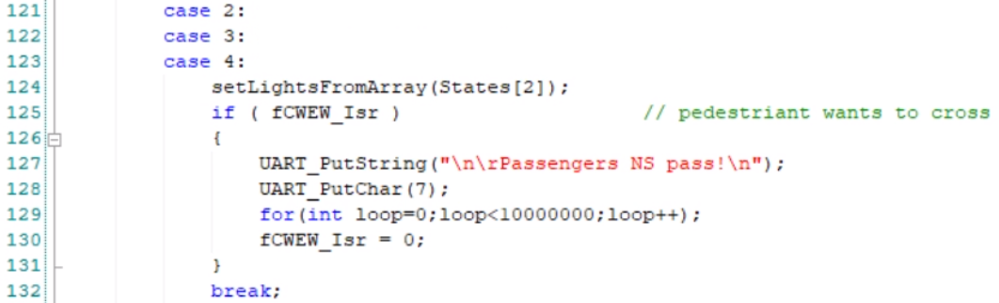 121 case 2:
122 case 3:
123 case 4:
124 setLightsFromArray(States[2]);
125 if ( fCWEW_Isr ) // pedestriant wants to cross
126 {
127 UART_PutString("\n\rPassengers NS pass!\n");
128 UART_PutChar(7);
129 for(int loop=0;loop<10000000;loop++);
130 fCWEW_Isr = 0;
131 }
132 break;